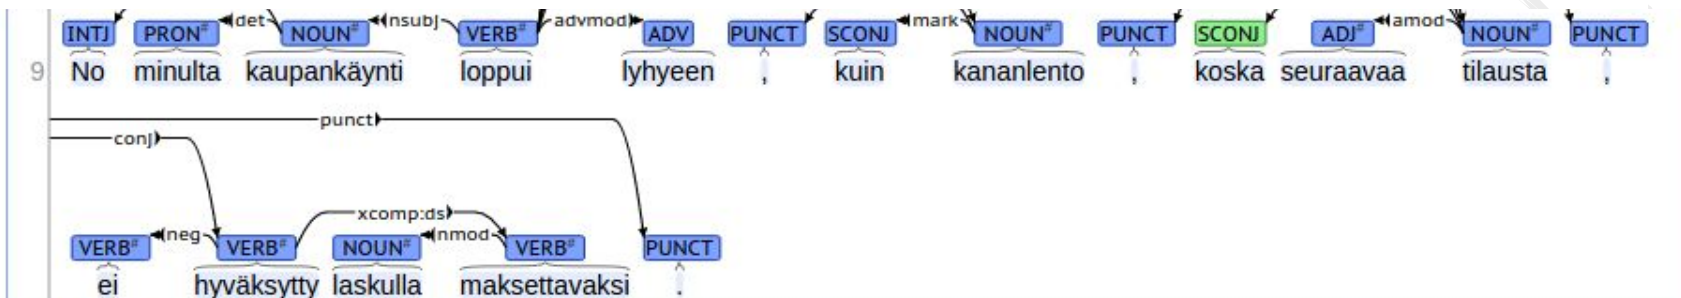 INTJ PRON# det NOUN# nsubj VERB# advmod ADV PUNCT SCONJ mark NOUN# PUNCT SCONJ ADJ# amod NOUN# PUNCT
9 No minulta kaupankäynti loppui lyhyeen , kuin kananlento , koska seuraavaa tilausta ,
punct
conj
xcomp:ds
VERB# neg VERB# NOUN# nmod VERB# PUNCT
ei hyväksytty laskulla maksettavaksi .